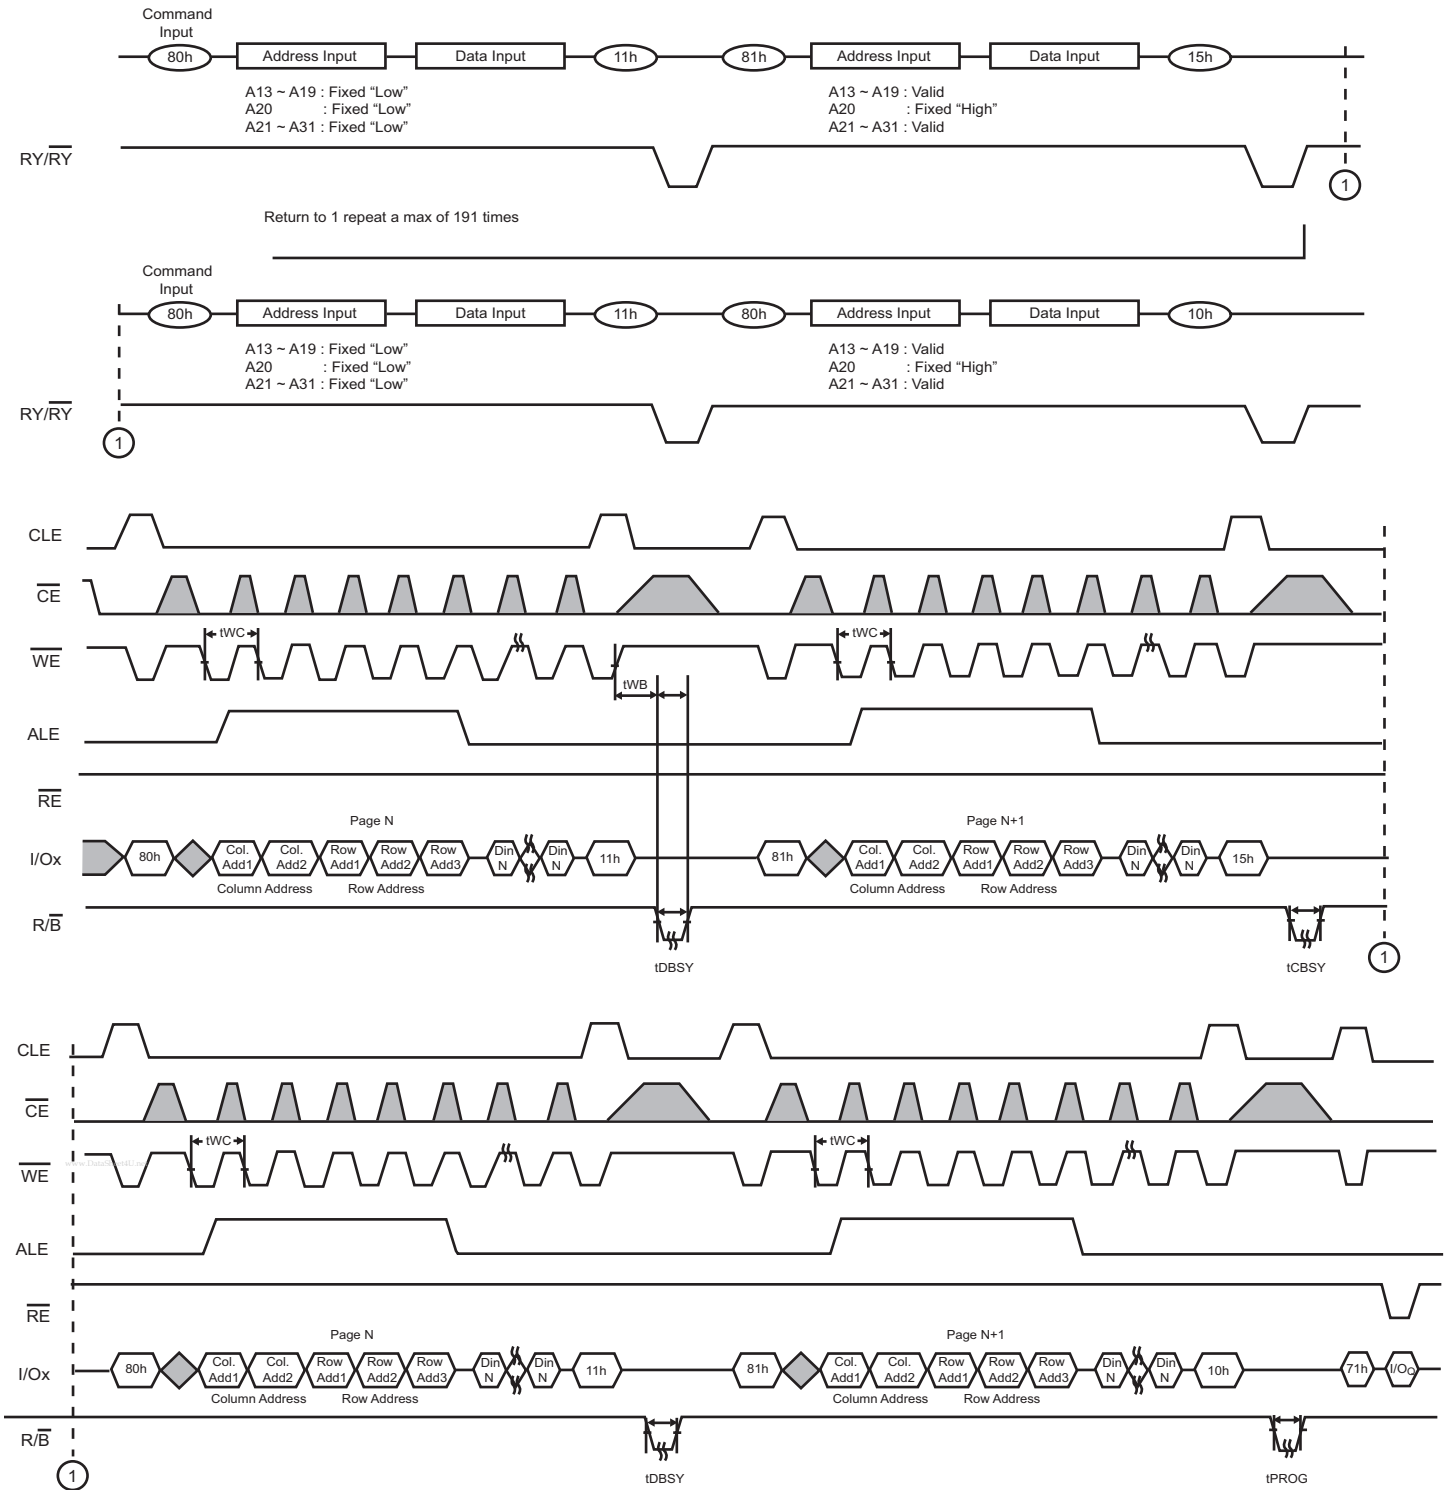 Command
Input
80h Address Input Data Input 11h 81h Address Input Data Input 15h
A13 ~ A19 : Fixed “Low” A13 ~ A19 : Valid
A20 : Fixed “Low” A20 : Fixed “High”
A21 ~ A31 : Fixed “Low” A21 ~ A31 : Valid
RY/RY
1
Return to 1 repeat a max of 191 times
Command
Input
80h Address Input Data Input 11h 80h Address Input Data Input 10h
A13 ~ A19 : Fixed “Low” A13 ~ A19 : Valid
A20 : Fixed “Low” A20 : Fixed “High”
A21 ~ A31 : Fixed “Low” A21 ~ A31 : Valid
RY/RY
1
CLE
CE
tWC tWC
WE
tWB
ALE
RE
Page N Page N+1
I/Ox 80h Col. Add1 Col. Add2 Row Add1 Row Add2 Row Add3 Din N Din N 11h 81h Col. Add1 Col. Add2 Row Add1 Row Add2 Row Add3 Din N Din N 15h
Column Address Row Address Column Address Row Address
R/B
1
tDBSY tCBSY
CLE
CE
tWC tWC
WE
www.DataSheet4U.net
ALE
RE
Page N Page N+1
I/Ox 80h Col. Add1 Col. Add2 Row Add1 Row Add2 Row Add3 Din N Din N 11h 81h Col. Add1 Col. Add2 Row Add1 Row Add2 Row Add3 Din N Din N 10h 71h I/O0
Column Address Row Address Column Address Row Address
R/B
1
tDBSY tPROG